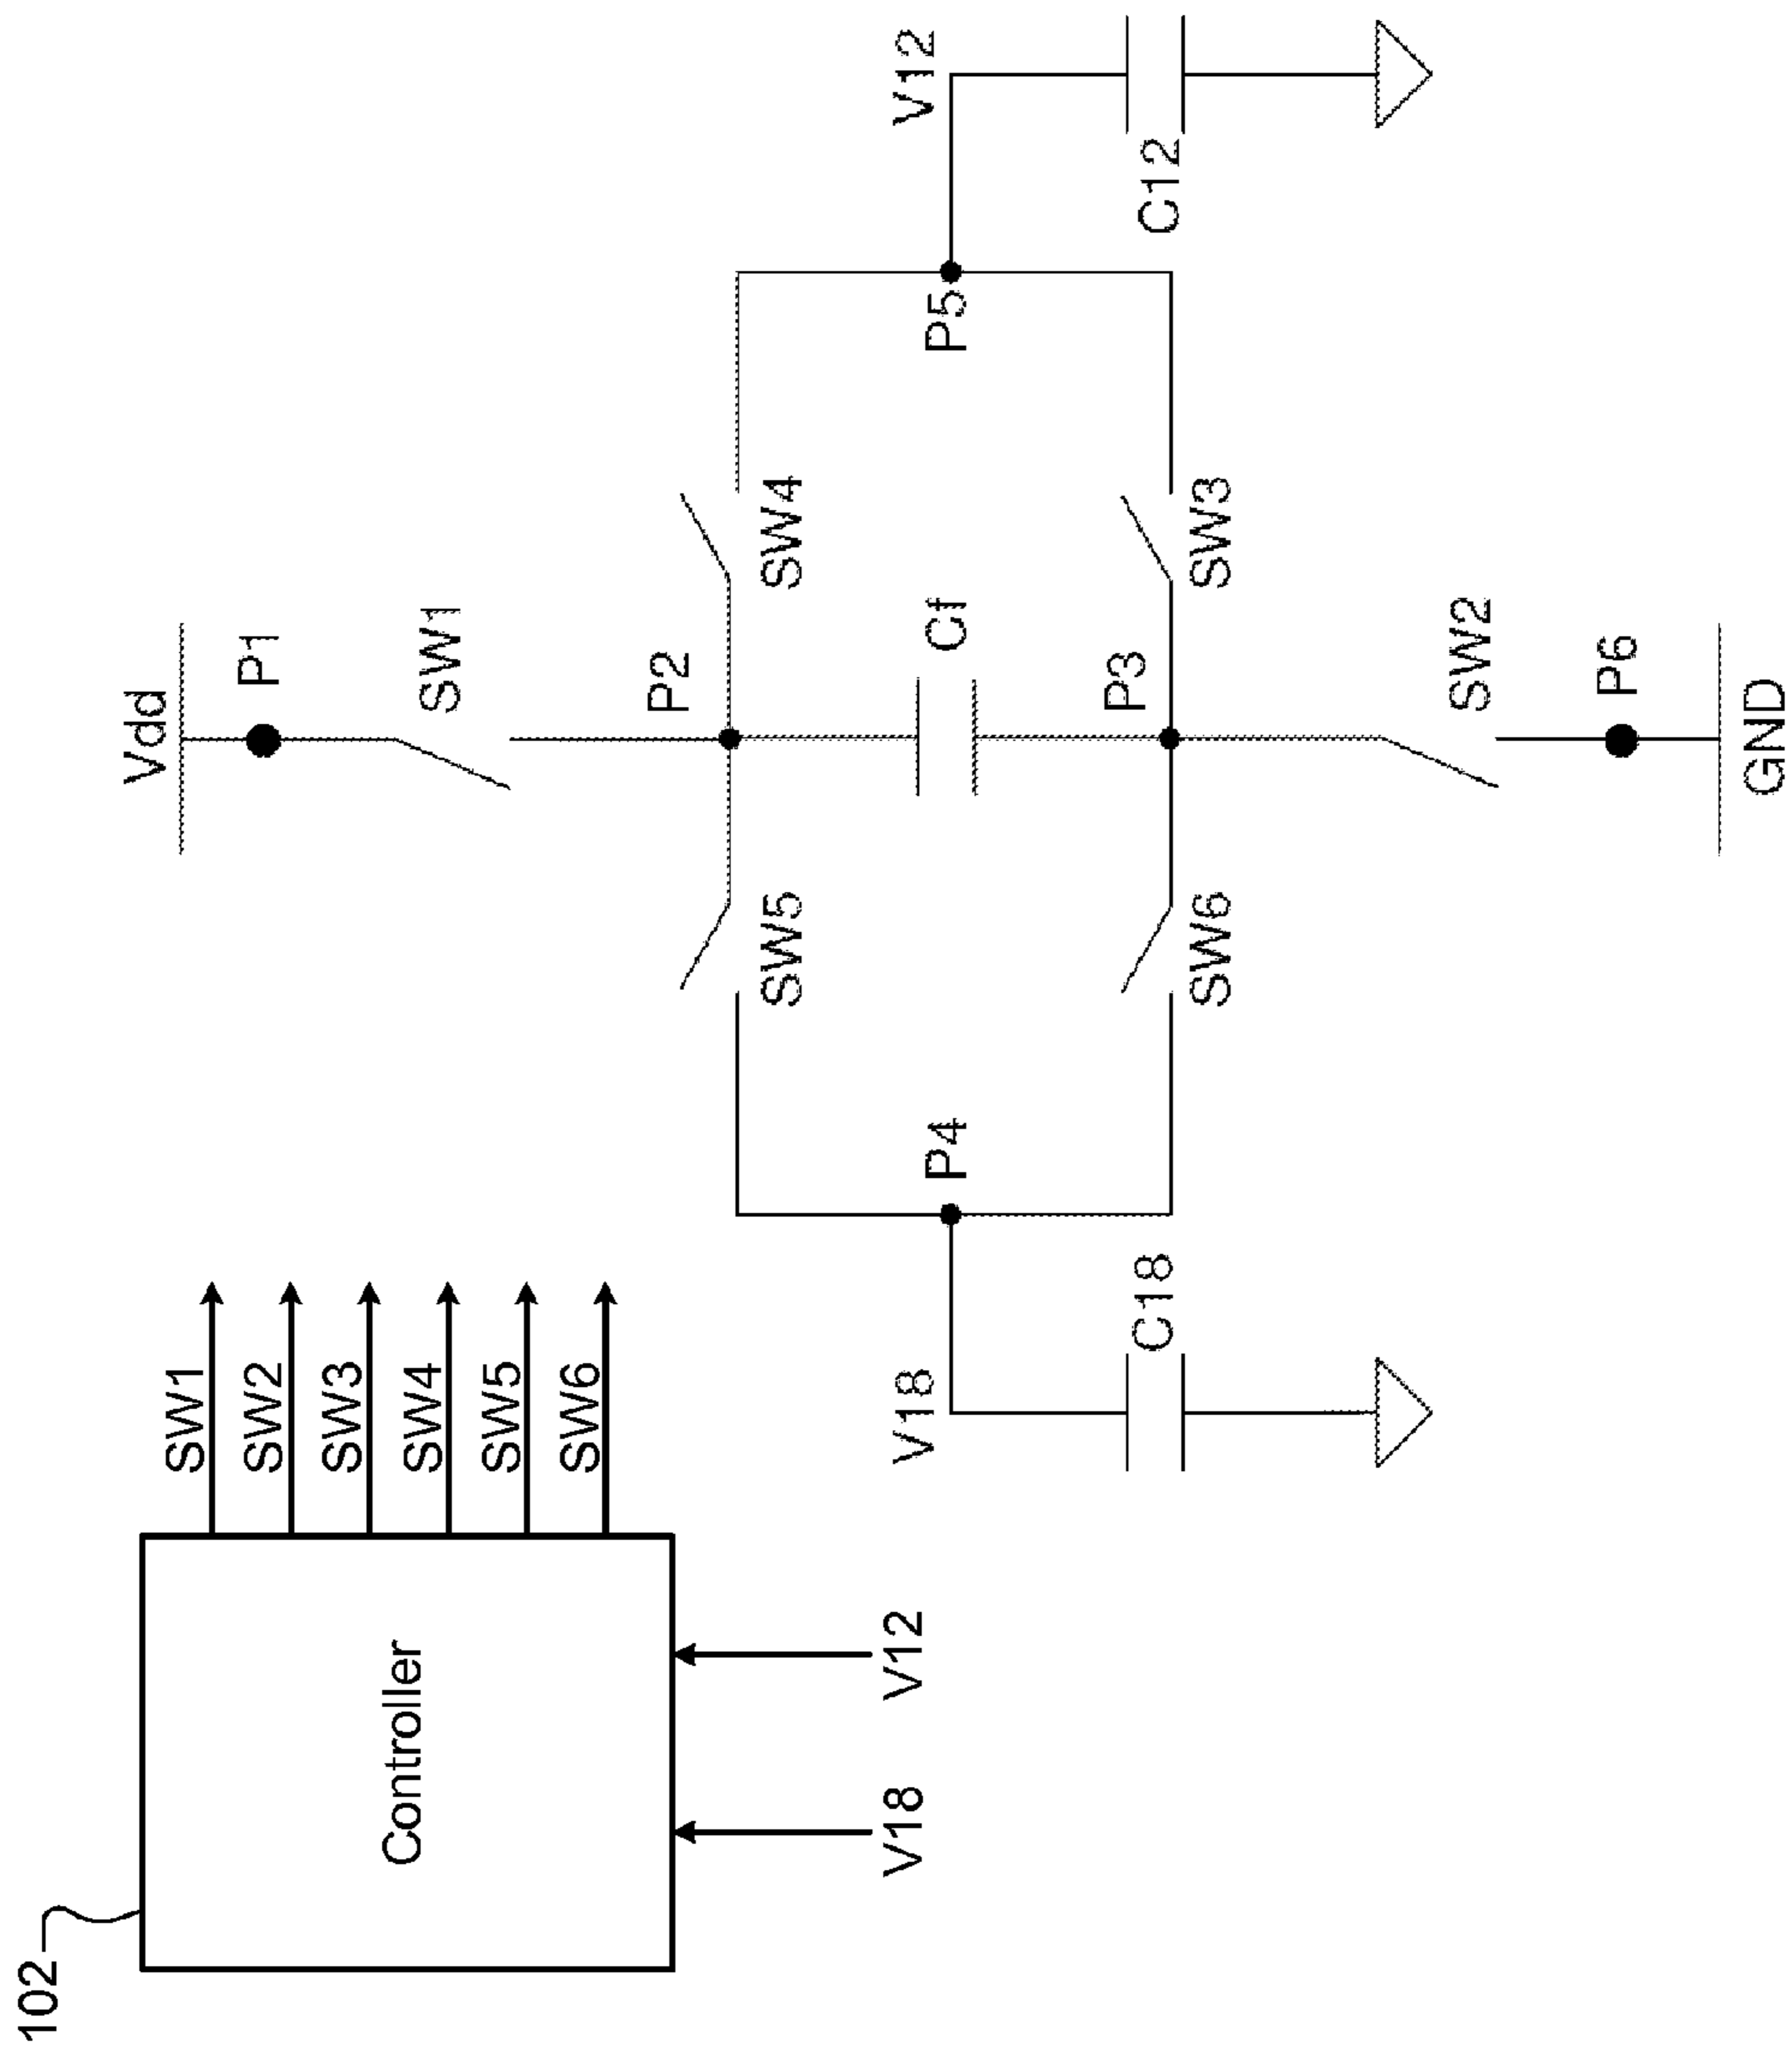 102
Controller
SW1
SW2
SW3
SW4
SW5
SW6
V18
V12
Vdd
P1
SW1
P2
SW5
SW4
P4
Cf
P5
V18
V12
C18
C12
P3
SW6
SW3
SW2
P6
GND